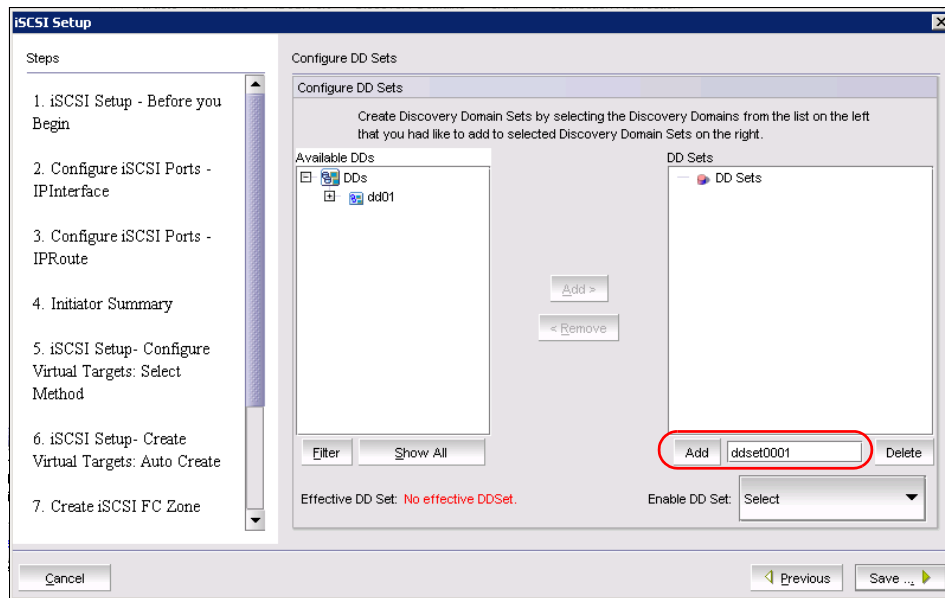 iSCSI Setup
Steps
1. iSCSI Setup - Before you
Begin
2. Configure iSCSI Ports -
IPInterface
3. Configure iSCSI Ports -
IPRoute
4. Initiator Summary
5. iSCSI Setup- Configure
Virtual Targets: Select
Method
6. iSCSI Setup- Create
Virtual Targets: Auto Create
7. Create iSCSI FC Zone
Configure DD Sets
Configure DD Sets
Create Discovery Domain Sets by selecting the Discovery Domains from the list on the left
that you had like to add to selected Discovery Domain Sets on the right.
Available DDs
DDs
dd01
Add >
< Remove
DD Sets
DD Sets
Filter
Show All
Add
ddset0001
Delete
Effective DD Set: No effective DDSet.
Enable DD Set: Select
Cancel
Previous
Save ...